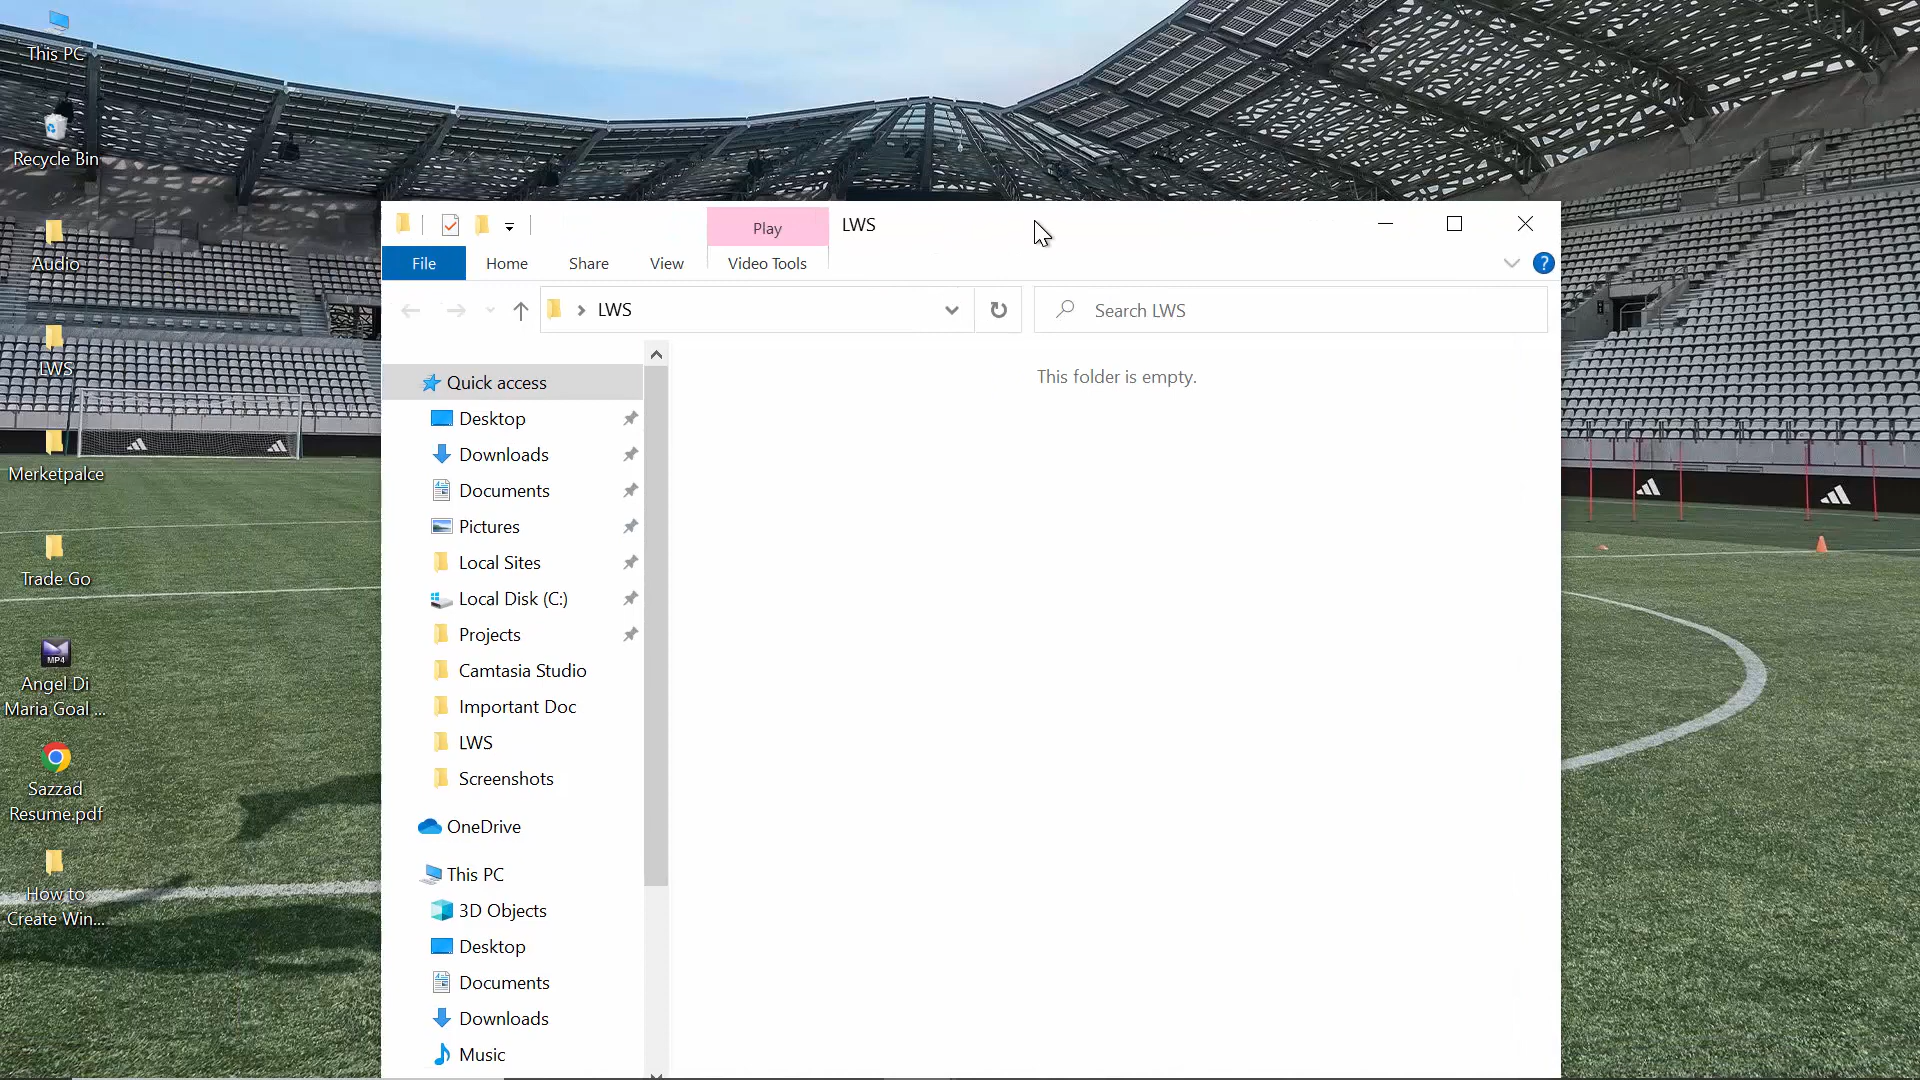 This PC
Recycle Bin
Audio
LWS
Merketpalce
Trade Go
MP4
Angel Di
Maria Goal ...
Sazzad
Resume.pdf
How to
Create Win...
Play
LWS
File
Home
Share
View
Video Tools
?
LWS
Search LWS
This folder is empty.
Quick access
Desktop
Downloads
Documents
Pictures
Local Sites
Local Disk (C:)
Projects
Camtasia Studio
Important Doc
LWS
Screenshots
OneDrive
This PC
3D Objects
Desktop
Documents
Downloads
Music